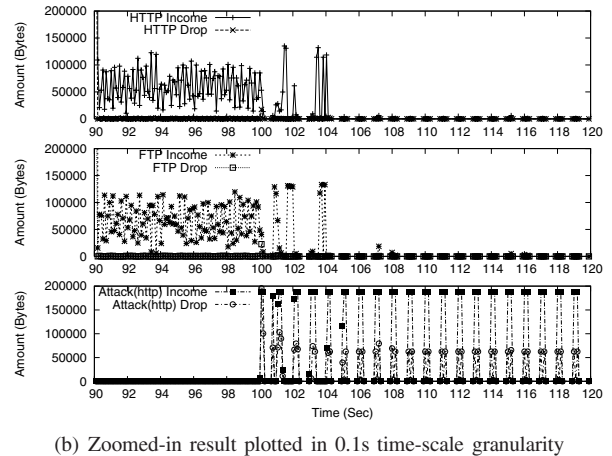 200000
150000
100000
50000
0
Amount (Bytes)
HTTP Income
HTTP Drop
90 92 94 96 98 100 102 104 106 108 110 112 114 116 118 120
200000
150000
100000
50000
0
Amount (Bytes)
FTP Income
FTP Drop
90 92 94 96 98 100 102 104 106 108 110 112 114 116 118 120
200000
150000
100000
50000
0
Amount (Bytes)
Attack(http) Income
Attack(http) Drop
90 92 94 96 98 100 102 104 106 108 110 112 114 116 118 120
Time (Sec)
(b) Zoomed-in result plotted in 0.1s time-scale granularity